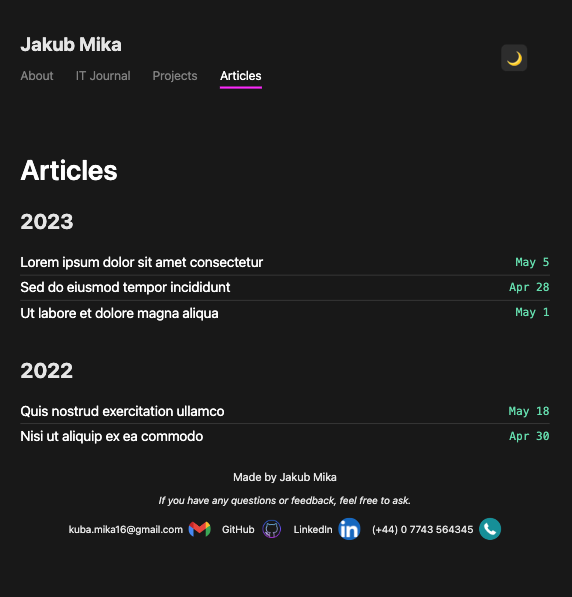 Jakub Mika
About IT Journal Projects Articles
Articles
2023
Lorem ipsum dolor sit amet consectetur May 5
Sed do eiusmod tempor incididunt Apr 28
Ut labore et dolore magna aliqua May 1
2022
Quis nostrud exercitation ullamco May 18
Nisi ut aliquip ex ea commodo Apr 30
Made by Jakub Mika
If you have any questions or feedback, feel free to ask.
kuba.mika16@gmail.com GitHub LinkedIn in (+44) 0 7743 564345